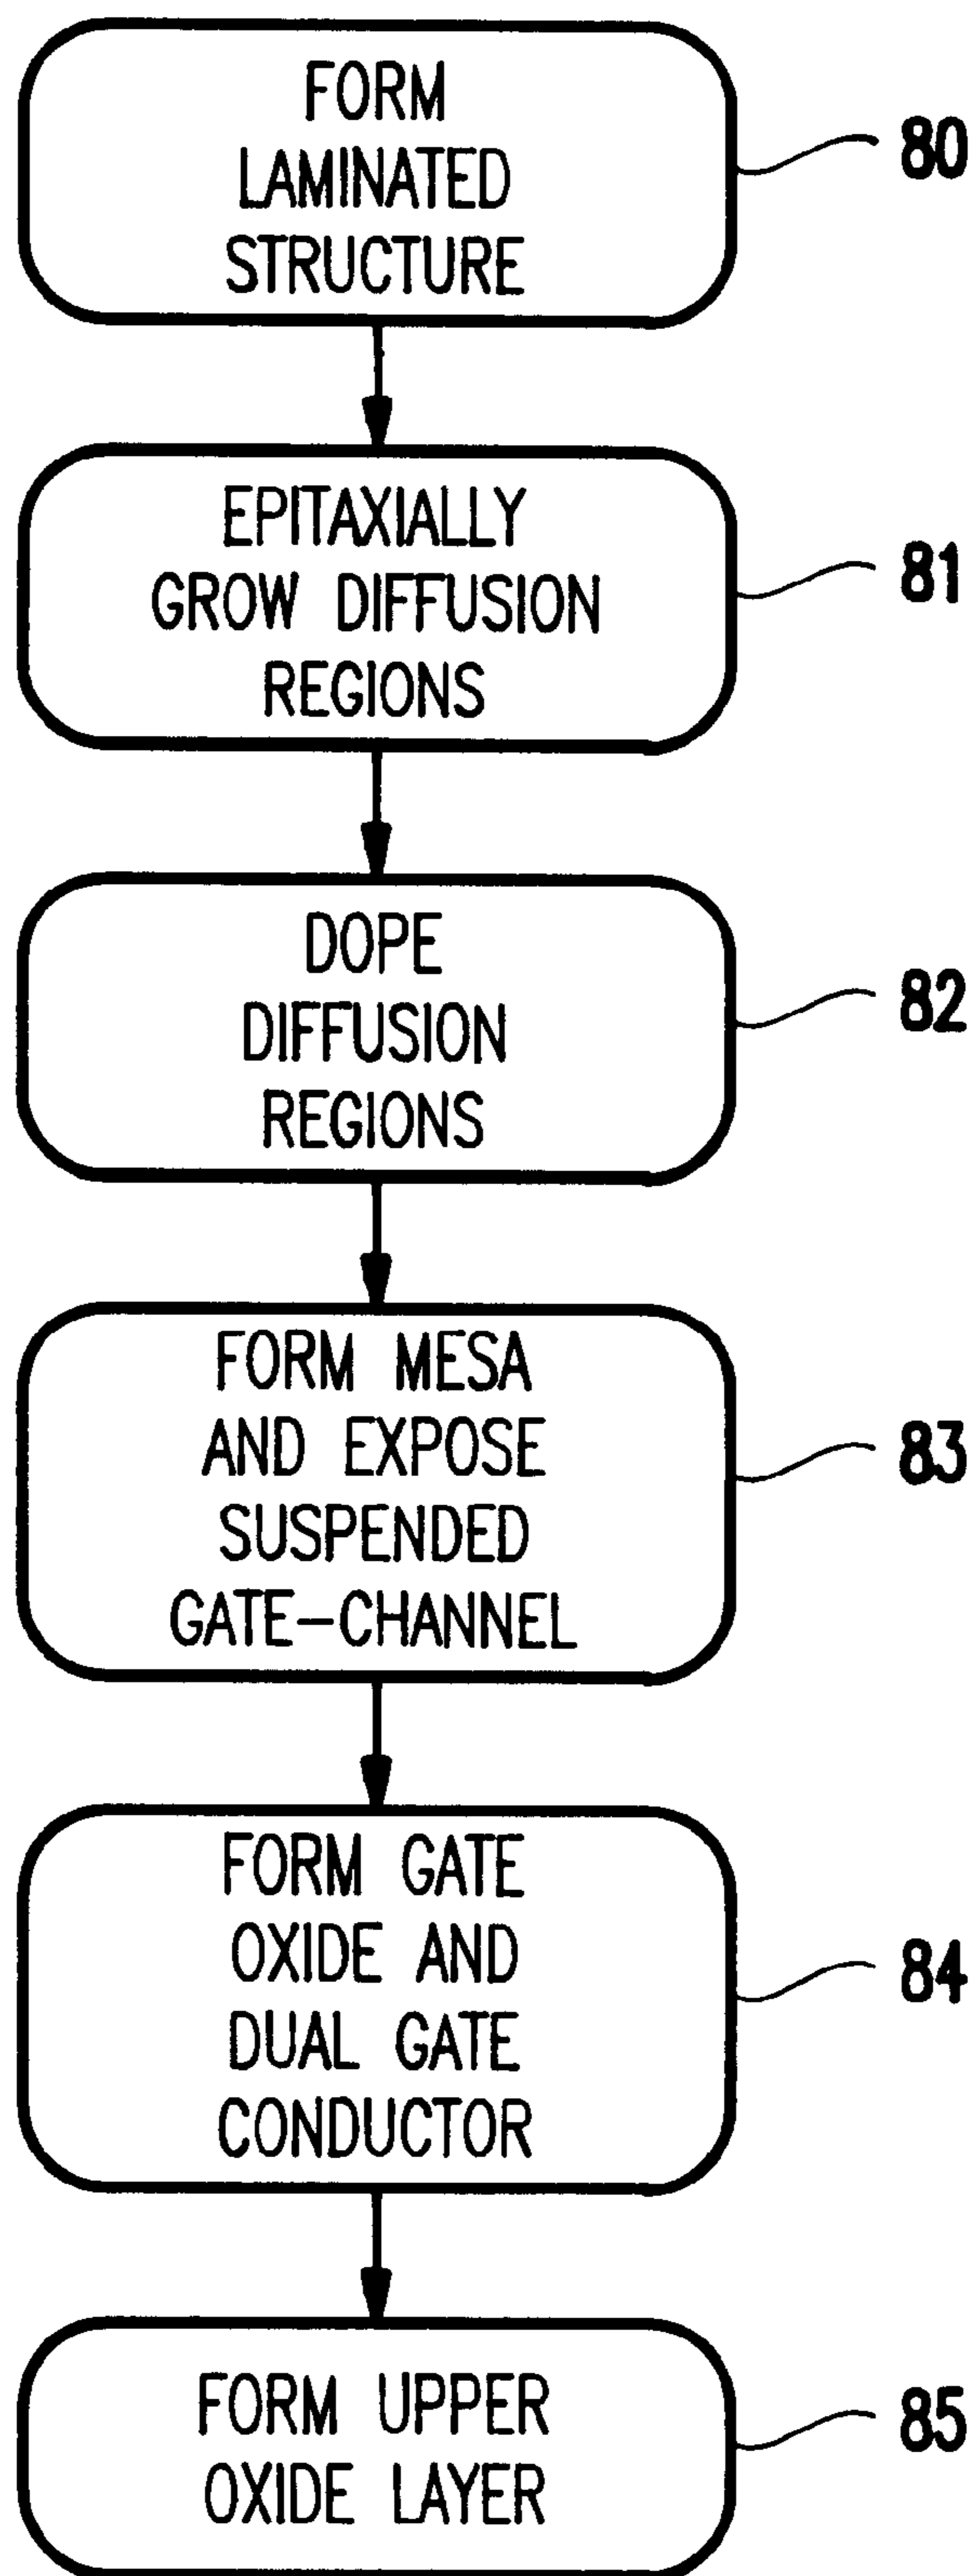 FORM
LAMINATED
STRUCTURE
80
EPITAXIALLY
GROW DIFFUSION
REGIONS
81
DOPE
DIFFUSION
REGIONS
82
FORM MESA
AND EXPOSE
SUSPENDED
GATE-CHANNEL
83
FORM GATE
OXIDE AND
DUAL GATE
CONDUCTOR
84
FORM UPPER
OXIDE LAYER
85